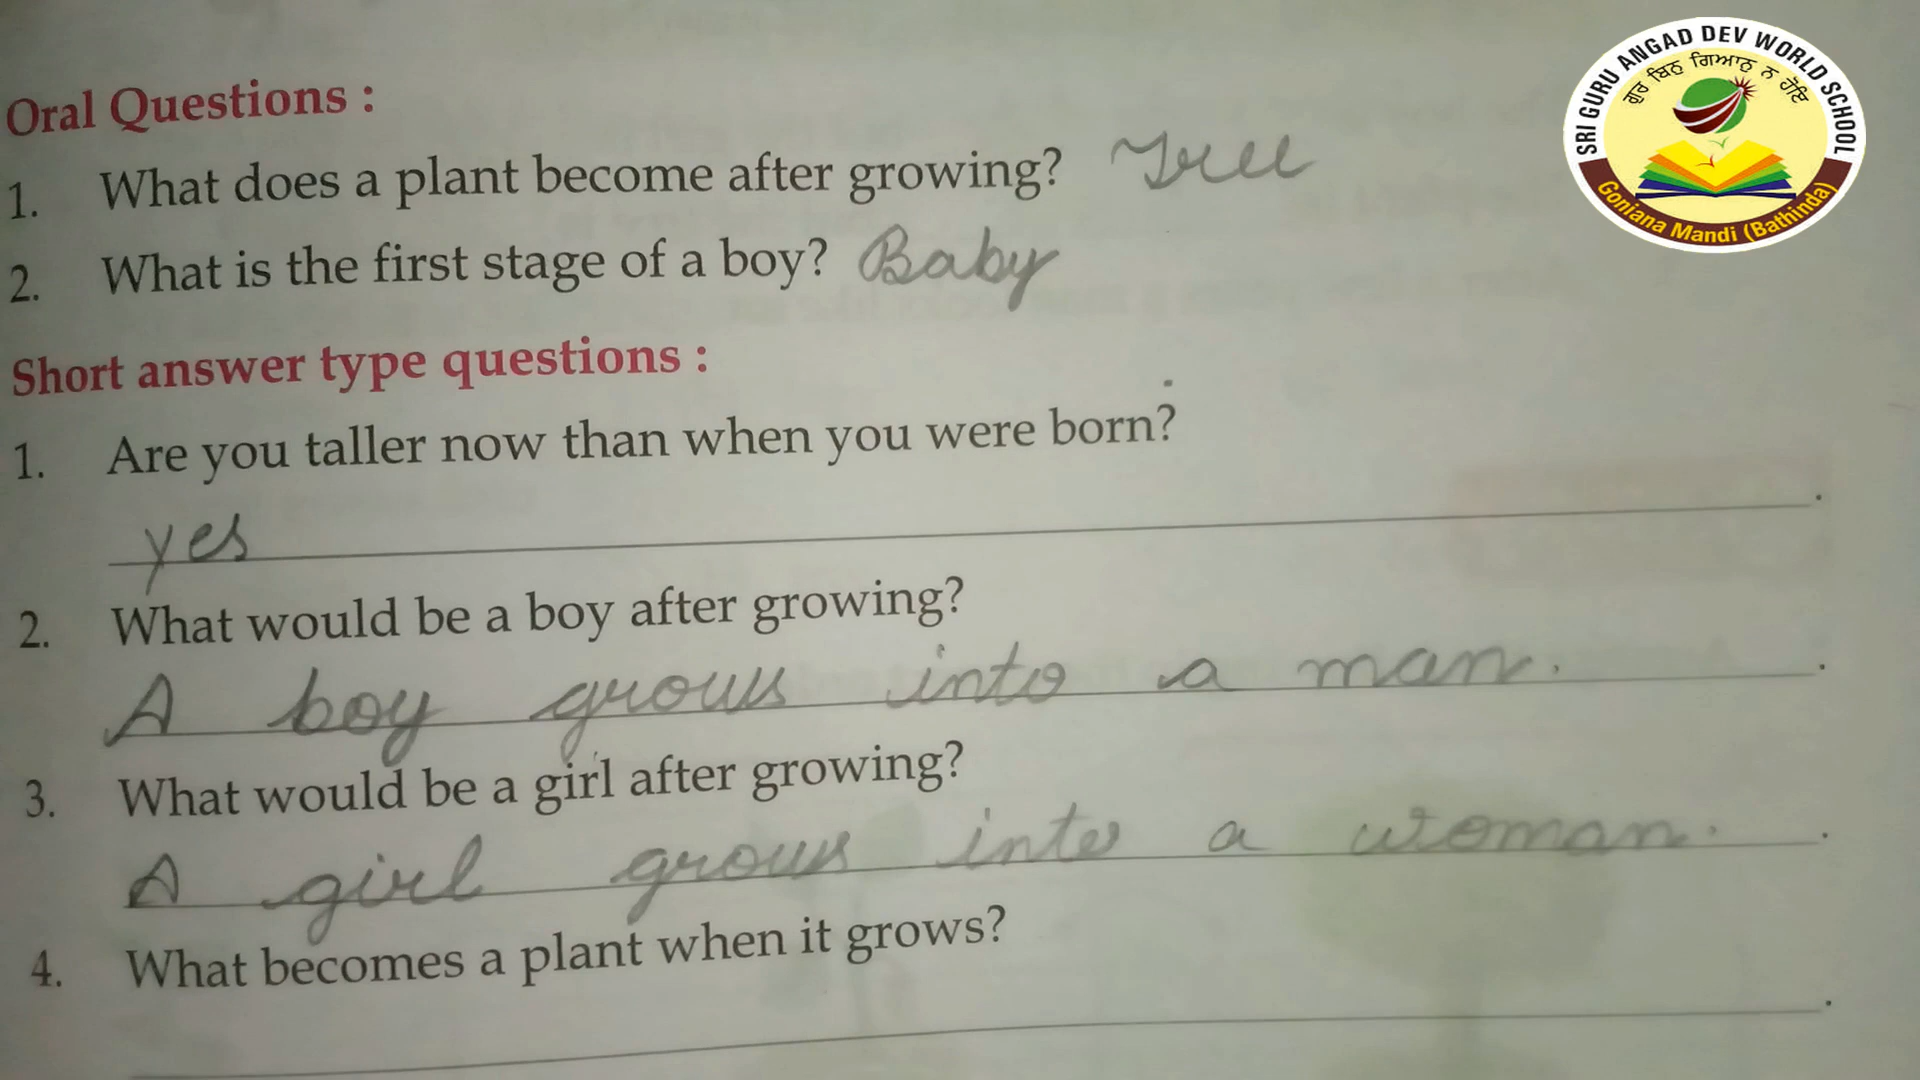 Oral Questions :
1. What does a plant become after growing? Tree
2. What is the first stage of a boy? Baby
Short answer type questions :
1. Are you taller now than when you were born?
yes
2. What would be a boy after growing?
A boy grows into a man.
3. What would be a girl after growing?
A girl grows into a woman.
4. What becomes a plant when it grows?
SRI GURU ANGAD DEV WORLD SCHOOL
ਗੁਰ ਬਿਨੁ ਗਿਆਨੁ ਨ ਹੋਇ
Goniana Mandi (Bathinda)